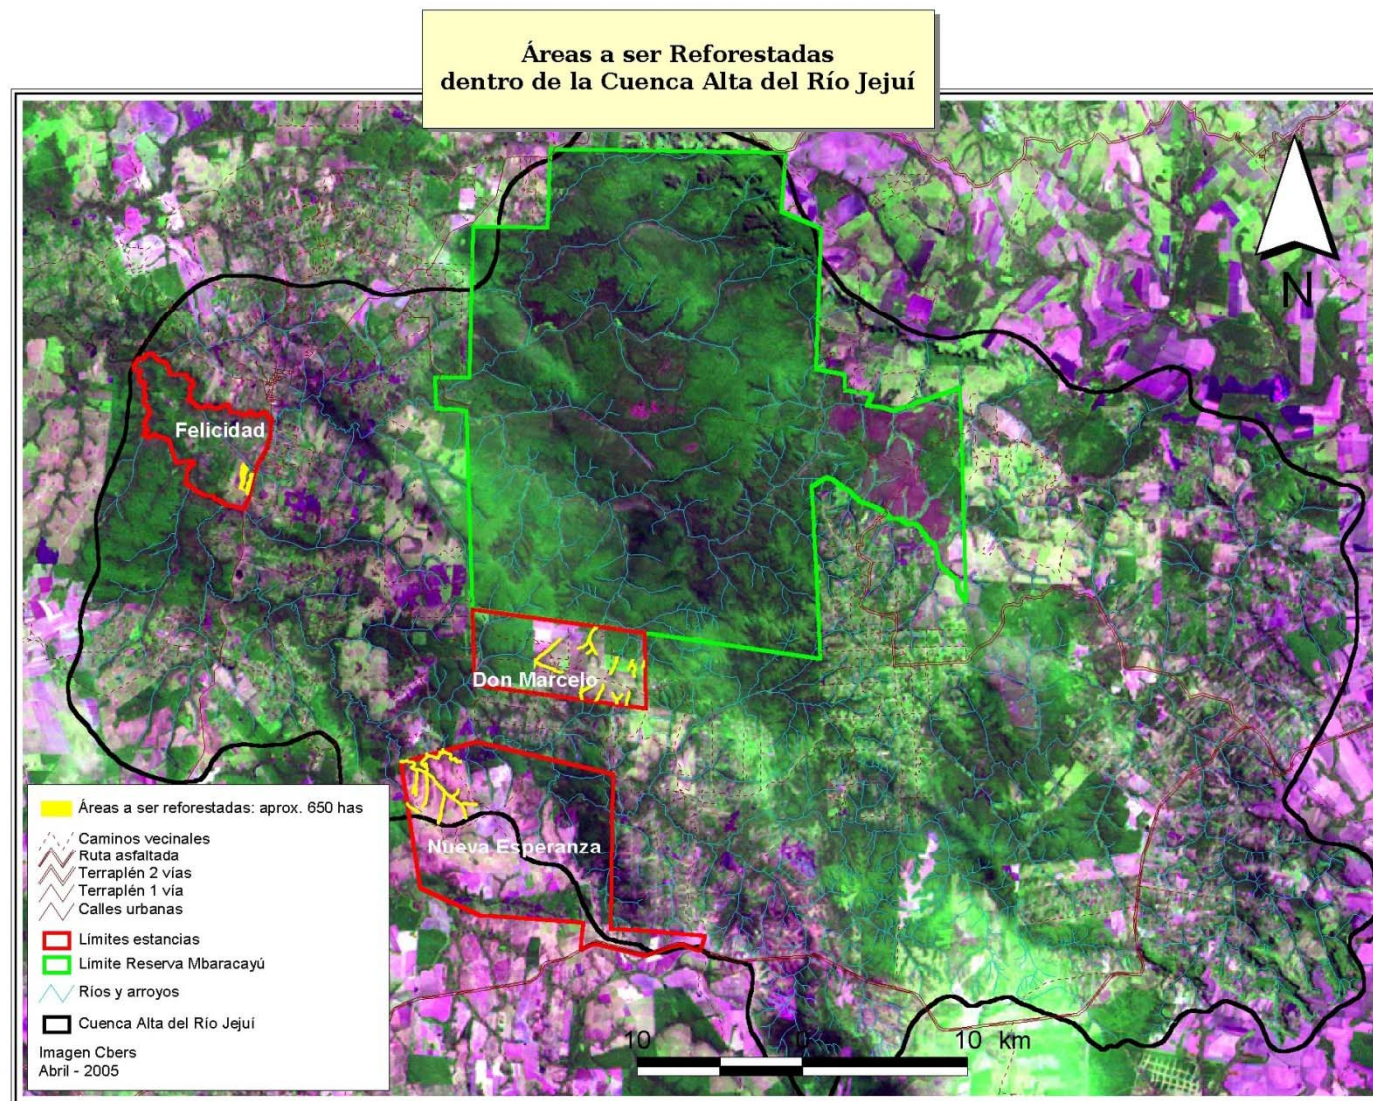 Áreas a ser Reforestadas
dentro de la Cuenca Alta del Río Jejuí
N
Felicidad
Don Marcelo
Nueva Esperanza
Áreas a ser reforestadas: aprox. 650 has
Caminos vecinales
Ruta asfaltada
Terraplén 2 vías
Terraplén 1 vía
Calles urbanas
Límites estancias
Límite Reserva Mbaracayú
Ríos y arroyos
Cuenca Alta del Río Jejuí
Imagen Cbers
Abril - 2005
10 0 10 km